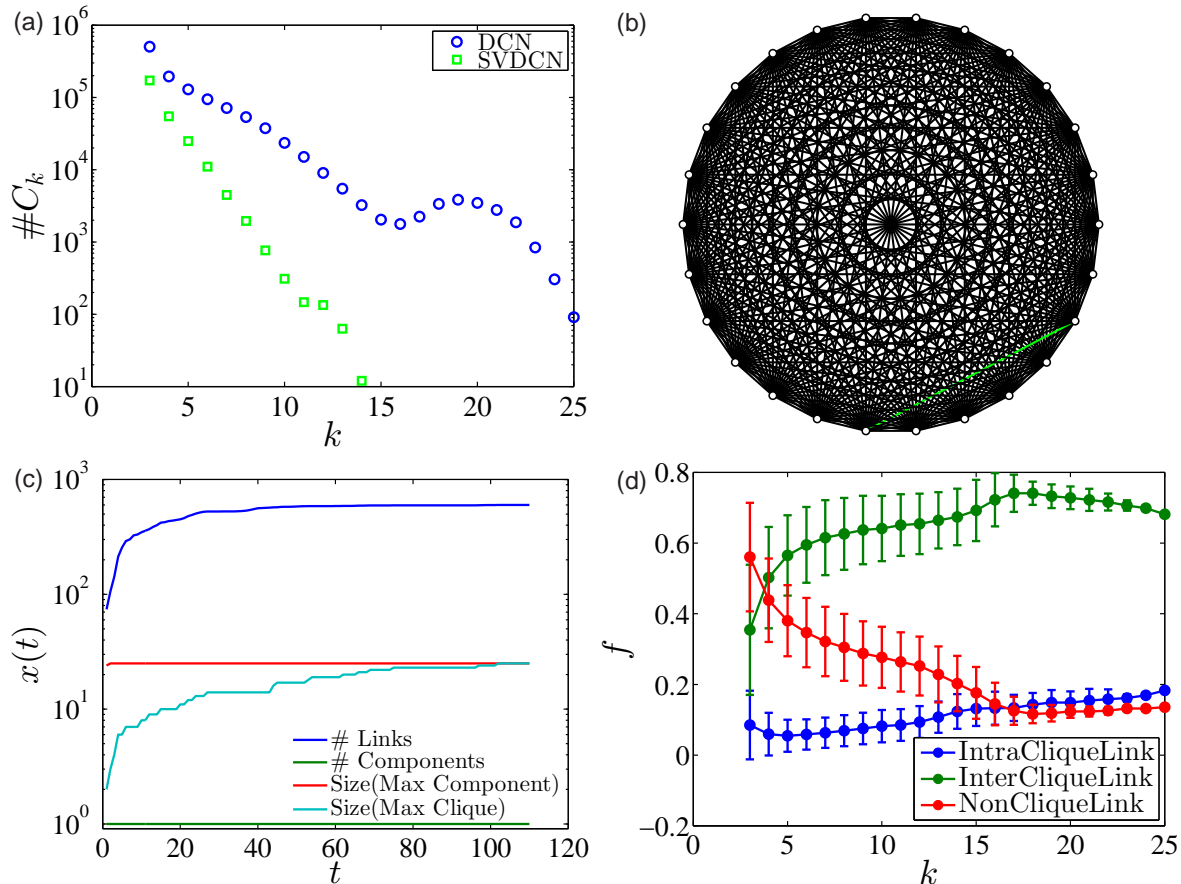 (a)
10^6
10^5
10^4
10^3
10^2
10^1
#C_k
0 5 10 15 20 25
k
DCN
SVDCN
(b)
(c)
10^3
10^2
10^1
10^0
x(t)
0 20 40 60 80 100 120
t
# Links
# Components
Size(Max Component)
Size(Max Clique)
(d)
0.8
0.6
0.4
0.2
0
−0.2
f
5 10 15 20 25
k
IntraCliqueLink
InterCliqueLink
NonCliqueLink